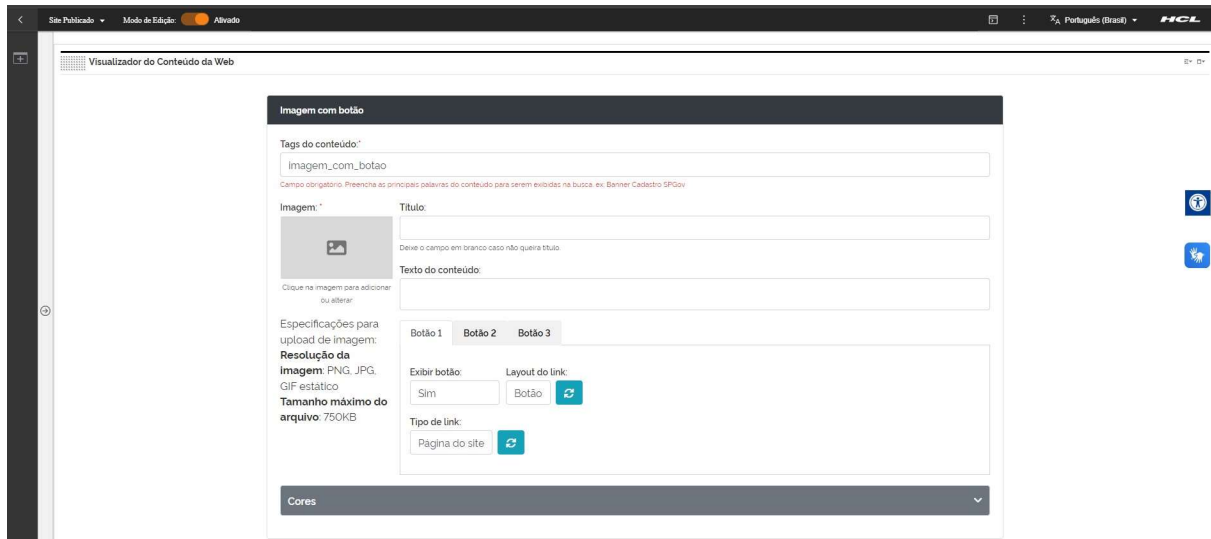 Site Publicado
Modo de Edição:
Ativado
Português (Brasil)
HCL
Visualizador do Conteúdo da Web
Imagem com botão
Tags do conteúdo:*
imagem_com_botao
Campo obrigatório. Preencha as principais palavras do conteúdo para serem exibidas na busca. ex: Banner Cadastro SPGov
Imagem: *
Título:
Deixe o campo em branco caso não queira título
Texto do conteúdo:
Clique na imagem para adicionar
ou alterar
Especificações para
upload de imagem:
Resolução da
imagem: PNG, JPG,
GIF estático
Tamanho máximo do
arquivo: 750KB
Botão 1
Botão 2
Botão 3
Exibir botão:
Layout do link:
Sim
Botão
Tipo de link:
Página do site
Cores